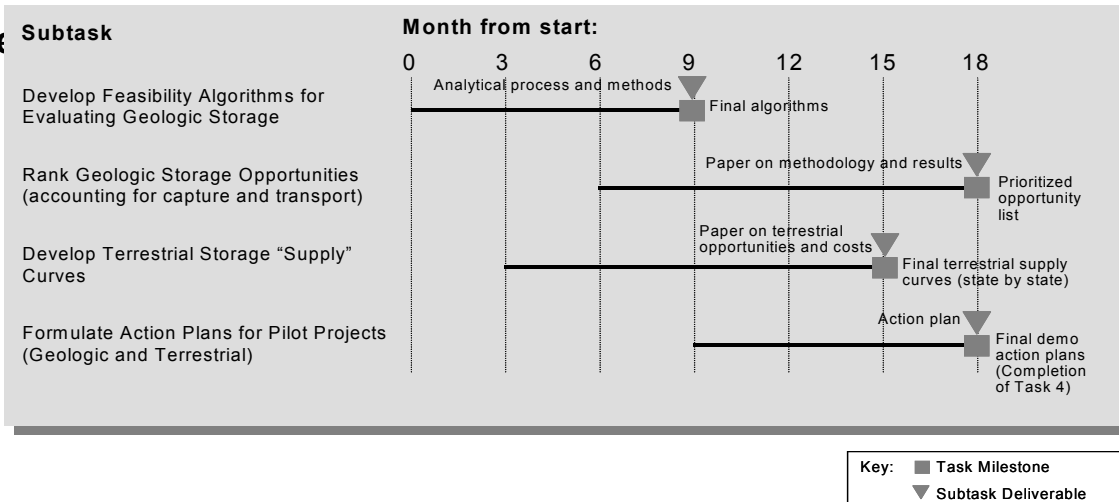 Subtask
Month from start:
0 3 6 9 12 15 18
Analytical process and methods
Develop Feasibility Algorithms for
Evaluating Geologic Storage
Final algorithms
Paper on methodology and results
Rank Geologic Storage Opportunities
(accounting for capture and transport)
Prioritized
opportunity
list
Paper on terrestrial
opportunities and costs
Develop Terrestrial Storage “Supply”
Curves
Final terrestrial supply
curves (state by state)
Action plan
Formulate Action Plans for Pilot Projects
(Geologic and Terrestrial)
Final demo
action plans
(Completion
of Task 4)
Key: Task Milestone
Subtask Deliverable